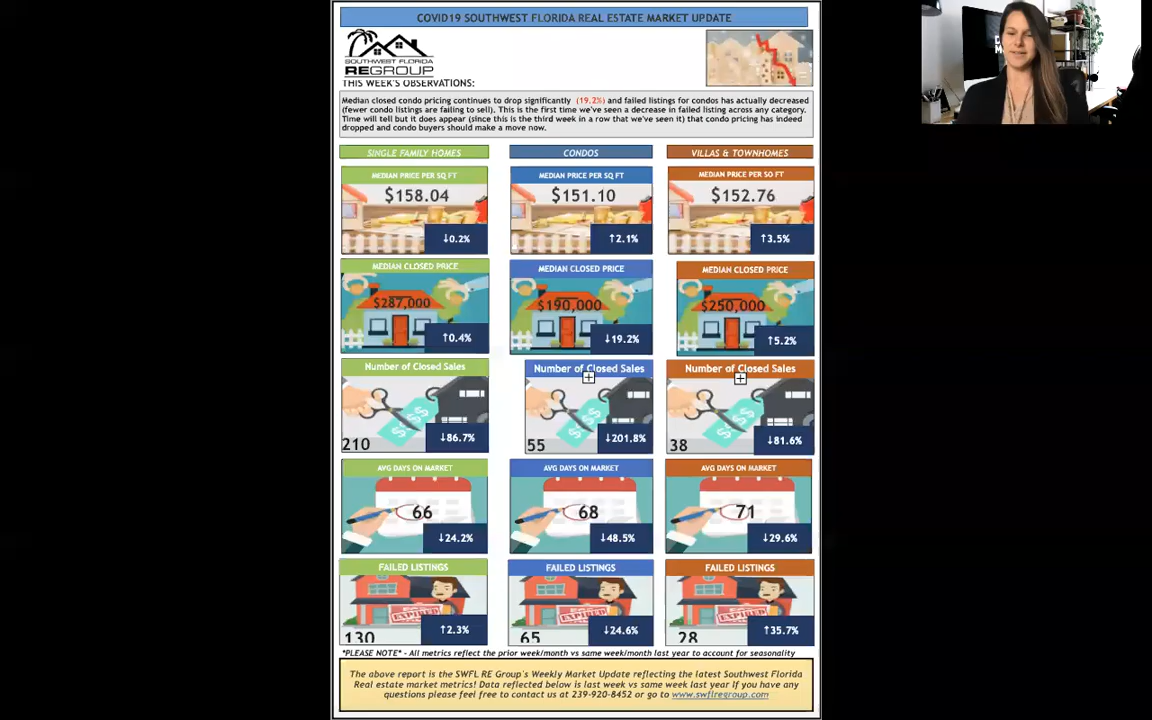 COVID19 SOUTHWEST FLORIDA REAL ESTATE MARKET UPDATE
SOUTHWEST FLORIDA
REGROUP
THIS WEEK'S OBSERVATIONS:
Median closed condo pricing continues to drop significantly (19.2%) and failed listings for condos has actually decreased
(fewer condo listings are failing to sell). This is the first time we've seen a decrease in failed listing across any category.
Time will tell but it does appear (since this is the third week in a row that we've seen it) that condo pricing has indeed
dropped and condo buyers should make a move now.
SINGLE FAMILY HOMES CONDOS VILLAS & TOWNHOMES
MEDIAN PRICE PER SQ FT MEDIAN PRICE PER SQ FT MEDIAN PRICE PER SQ FT
$158.04 $151.10 $152.76
↓0.2% ↑2.1% ↑3.5%
MEDIAN CLOSED PRICE MEDIAN CLOSED PRICE MEDIAN CLOSED PRICE
$287,000 $190,000 $250,000
↑0.4% ↓19.2% ↑5.2%
Number of Closed Sales Number of Closed Sales Number of Closed Sales
$$$ $$$ $$$
210 ↓86.7% 55 ↓201.8% 38 ↓81.6%
AVG DAYS ON MARKET AVG DAYS ON MARKET AVG DAYS ON MARKET
66 68 71
↓24.2% ↓48.5% ↓29.6%
FAILED LISTINGS FAILED LISTINGS FAILED LISTINGS
EXPIRED EXPIRED EXPIRED
130 ↑2.3% 65 ↓24.6% 28 ↑35.7%
*PLEASE NOTE* - All metrics reflect the prior week/month vs same week/month last year to account for seasonality
The above report is the SWFL RE Group's Weekly Market Update reflecting the latest Southwest Florida
Real estate market metrics! Data reflected below is last week vs same week last year If you have any
questions please feel free to contact us at 239-920-8452 or go to www.swflregroup.com